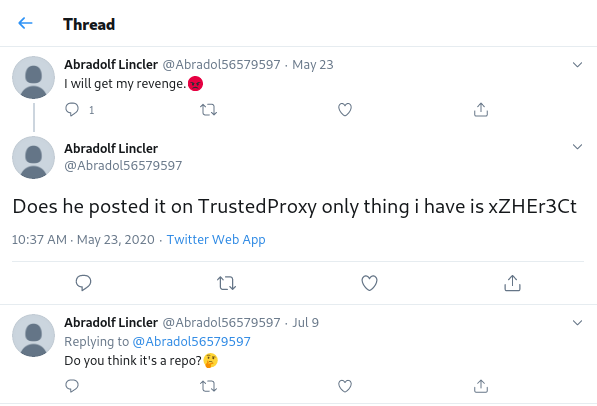 Thread
Abradolf Lincler @Abradol56579597 · May 23
I will get my revenge.
1
Abradolf Lincler
@Abradol56579597
Does he posted it on TrustedProxy only thing i have is xZHEr3Ct
10:37 AM · May 23, 2020 · Twitter Web App
Abradolf Lincler @Abradol56579597 · Jul 9
Replying to @Abradol56579597
Do you think it's a repo?🤔